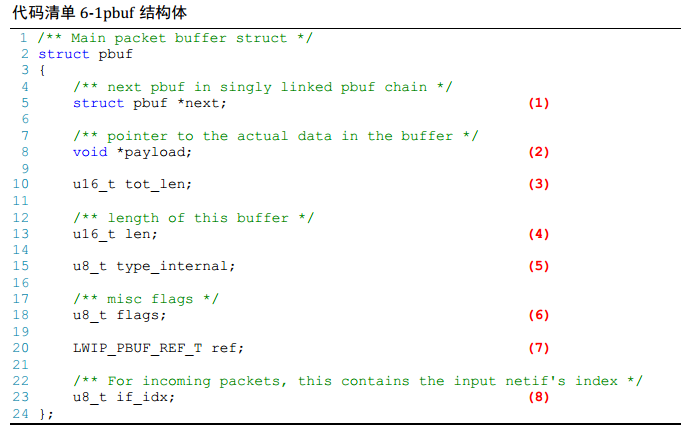 代码清单 6-1pbuf 结构体
1 /** Main packet buffer struct */
2 struct pbuf
3 {
4 /** next pbuf in singly linked pbuf chain */
5 struct pbuf *next; (1)
6
7 /** pointer to the actual data in the buffer */
8 void *payload; (2)
9
10 u16_t tot_len; (3)
11
12 /** length of this buffer */
13 u16_t len; (4)
14
15 u8_t type_internal; (5)
16
17 /** misc flags */
18 u8_t flags; (6)
19
20 LWIP_PBUF_REF_T ref; (7)
21
22 /** For incoming packets, this contains the input netif's index */
23 u8_t if_idx; (8)
24 };